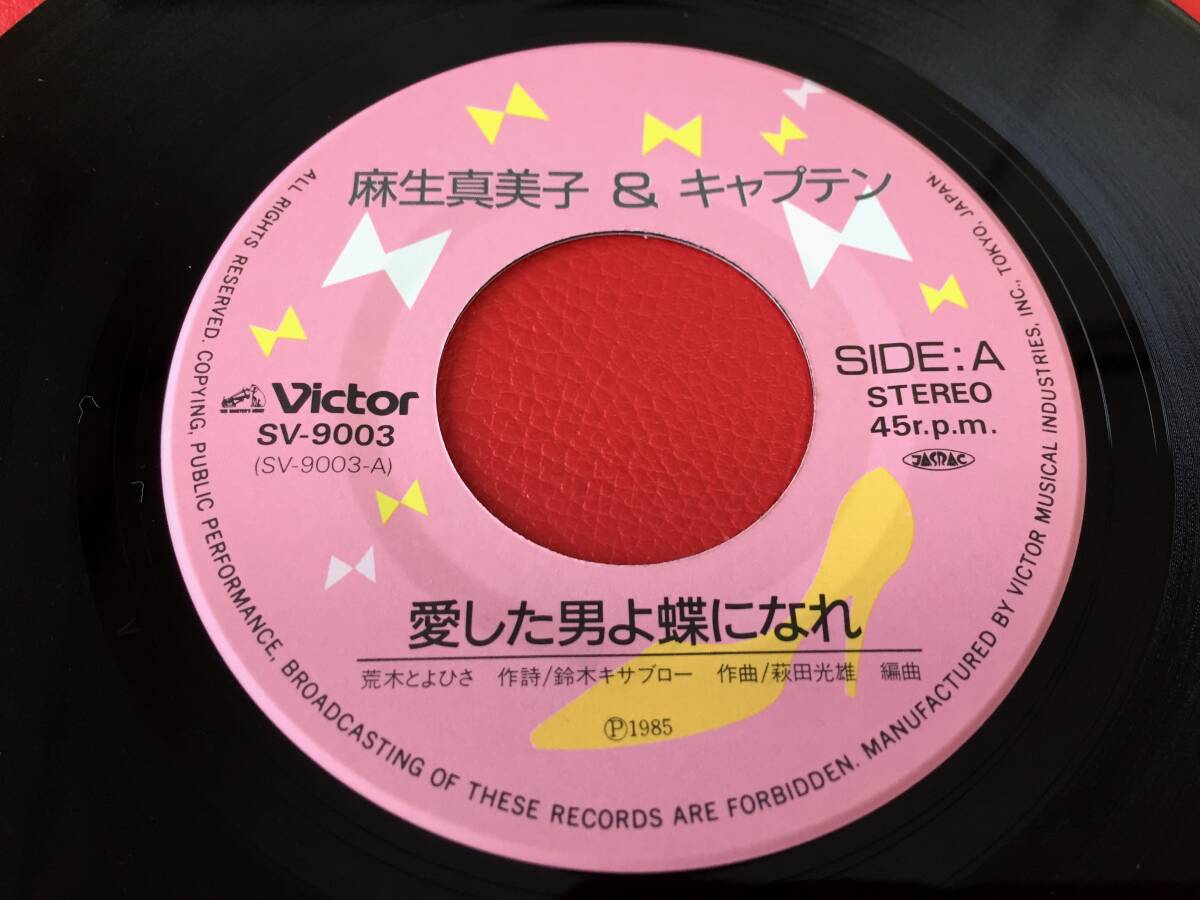 麻生真美子 & キャプテン
Victor
SV-9003
(SV-9003-A)
SIDE:A
STEREO
45r.p.m.
JASRAC
愛した男よ蝶になれ
荒木とよひさ 作詩/鈴木キサブロー 作曲/萩田光雄 編曲
Ⓟ1985
ALL RIGHTS RESERVED. COPYING, PUBLIC PERFORMANCE, BROADCASTING OF THESE RECORDS ARE FORBIDDEN. MANUFACTURED BY VICTOR MUSICAL INDUSTRIES, INC., TOKYO, JAPAN.